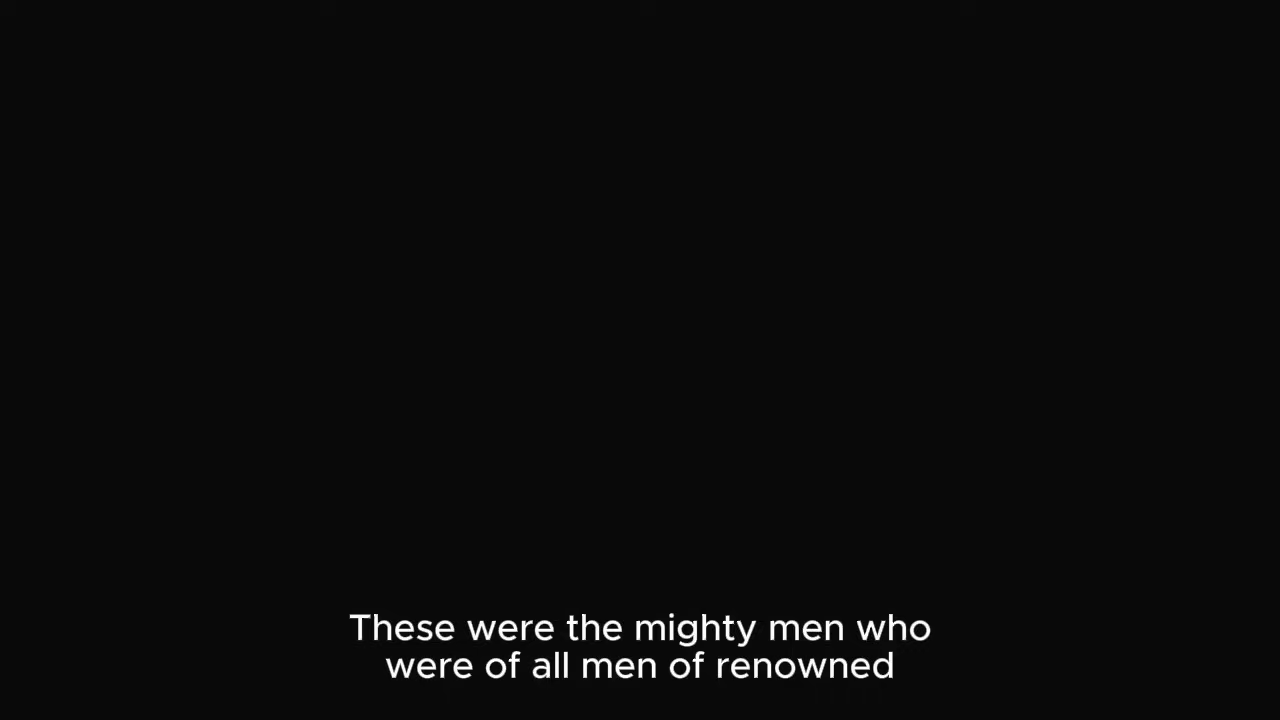 These were the mighty men who
were of all men of renowned